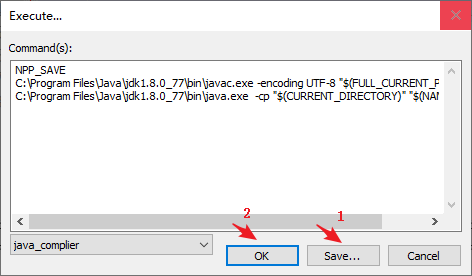 Execute...
Command(s):
NPP_SAVE
C:\Program Files\Java\jdk1.8.0_77\bin\javac.exe -encoding UTF-8 "$(FULL_CURRENT_P
C:\Program Files\Java\jdk1.8.0_77\bin\java.exe -cp "$(CURRENT_DIRECTORY)" "$(NAM
2
1
java_complier
OK
Save...
Cancel